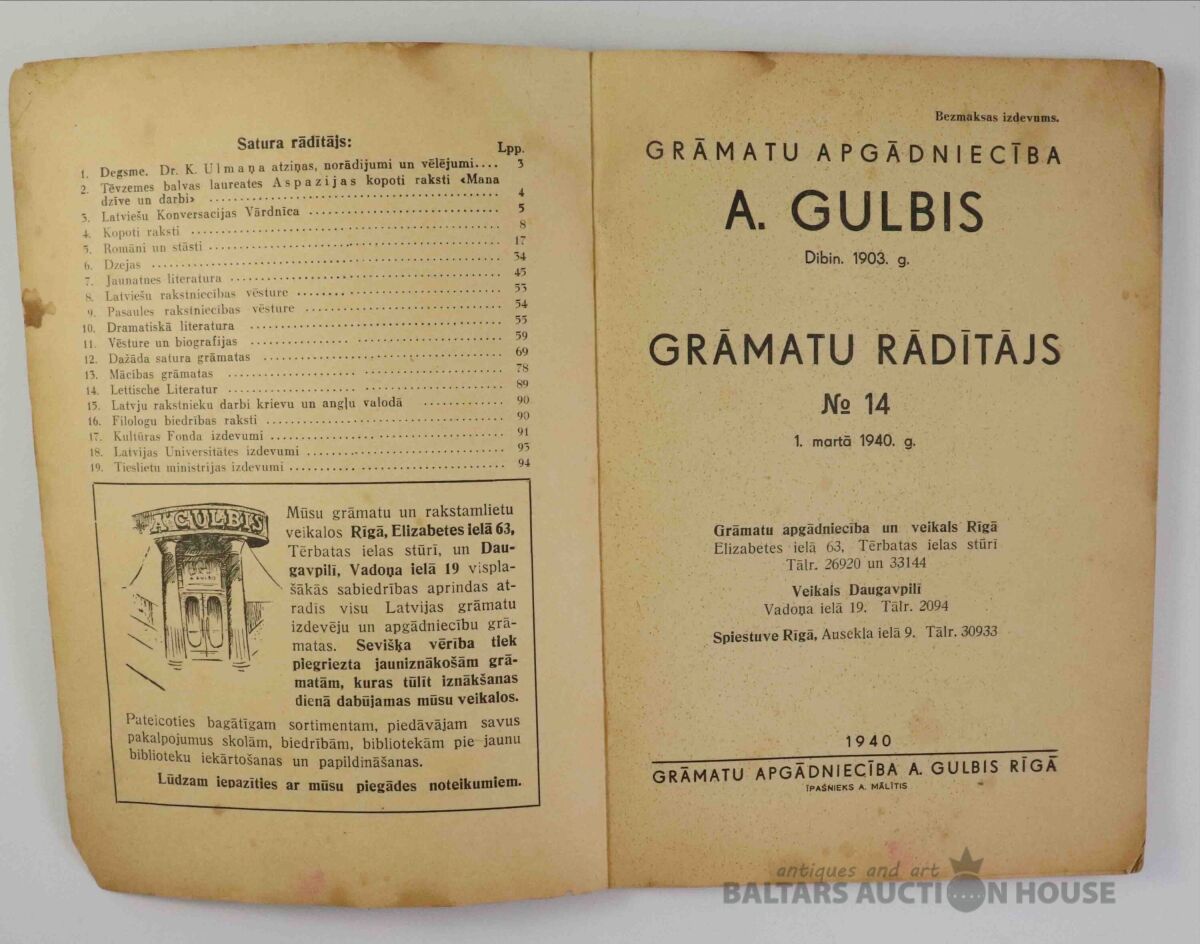 Satura rādītājs:
Lpp.
1. Degsme. Dr. K. Ulmaņa atziņas, norādījumi un vēlējumi.... 3
2. Tēvzemes balvas laureates Aspazijas kopoti raksti «Mana
dzīve un darbi» ........ 4
3. Latviešu Konversacijas Vārdnīca ........ 5
4. Kopoti raksti ........ 8
5. Romāni un stāsti ........ 17
6. Dzejas ........ 34
7. Jaunatnes literatura ........ 45
8. Latviešu rakstniecības vēsture ........ 53
9. Pasaules rakstniecības vēsture ........ 54
10. Dramatiskā literatura ........ 55
11. Vēsture un biografijas ........ 59
12. Dažāda satura grāmatas ........ 69
13. Mācības grāmatas ........ 78
14. Lettische Literatur ........ 89
15. Latvju rakstnieku darbi krievu un angļu valodā ........ 90
16. Filologu biedrības raksti ........ 90
17. Kultūras Fonda izdevumi ........ 91
18. Latvijas Universitātes izdevumi ........ 93
19. Tieslietu ministrijas izdevumi ........ 94
A. GULBIS
Mūsu grāmatu un rakstamlietu
veikalos Rīgā, Elizabetes ielā 63,
Tērbatas ielas stūrī, un Dau-
gavpilī, Vadoņa ielā 19 vispla-
šākās sabiedrības aprindas at-
radīs visu Latvijas grāmatu
izdevēju un apgādniecību grā-
matas. Sevišķa vērība tiek
piegriezta jauniznākošām grā-
matām, kuras tūlīt iznākšanas
dienā dabūjamas mūsu veikalos.
Pateicoties bagātīgam sortimentam, piedāvājam savus
pakalpojumus skolām, biedrībām, bibliotekām pie jaunu
biblioteku iekārtošanas un papildināšanas.
Lūdzam iepazīties ar mūsu piegādes noteikumiem.
Bezmaksas izdevums.
GRĀMATU APGĀDNIECĪBA
A. GULBIS
Dibin. 1903. g.
GRĀMATU RĀDĪTĀJS
№ 14
1. martā 1940. g.
Grāmatu apgādniecība un veikals Rīgā
Elizabetes ielā 63, Tērbatas ielas stūrī
Tālr. 26920 un 33144
Veikals Daugavpilī
Vadoņa ielā 19. Tālr. 2094
Spiestuve Rīgā, Ausekļa ielā 9. Tālr. 30933
1940
GRĀMATU APGĀDNIECĪBA A. GULBIS RĪGĀ
ĪPAŠNIEKS A. MĀLĪTIS
antiques and art
BALTARS AUCTION HOUSE